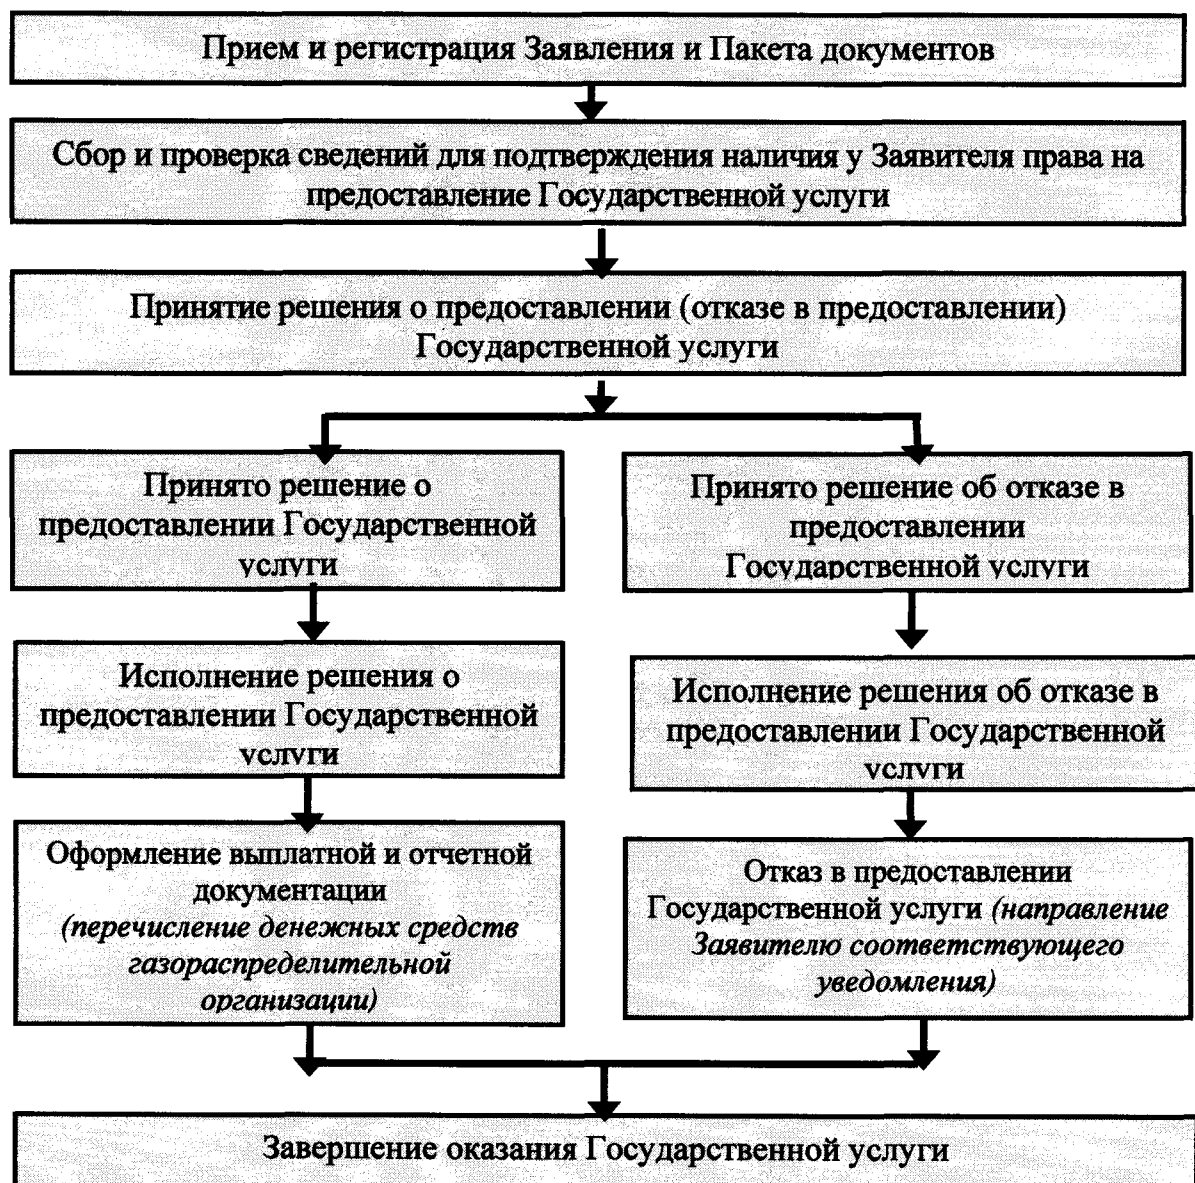 Прием и регистрация Заявления и Пакета документов
Сбор и проверка сведений для подтверждения наличия у Заявителя права на
предоставление Государственной услуги
Принятие решения о предоставлении (отказе в предоставлении)
Государственной услуги
Принято решение о
предоставлении Государственной
услуги
Принято решение об отказе в
предоставлении
Государственной услуги
Исполнение решения о
предоставлении Государственной
услуги
Исполнение решения об отказе в
предоставлении Государственной
услуги
Оформление выплатной и отчетной
документации
(перечисление денежных средств
газораспределительной
организации)
Отказ в предоставлении
Государственной услуги (направление
Заявителю соответствующего
уведомления)
Завершение оказания Государственной услуги